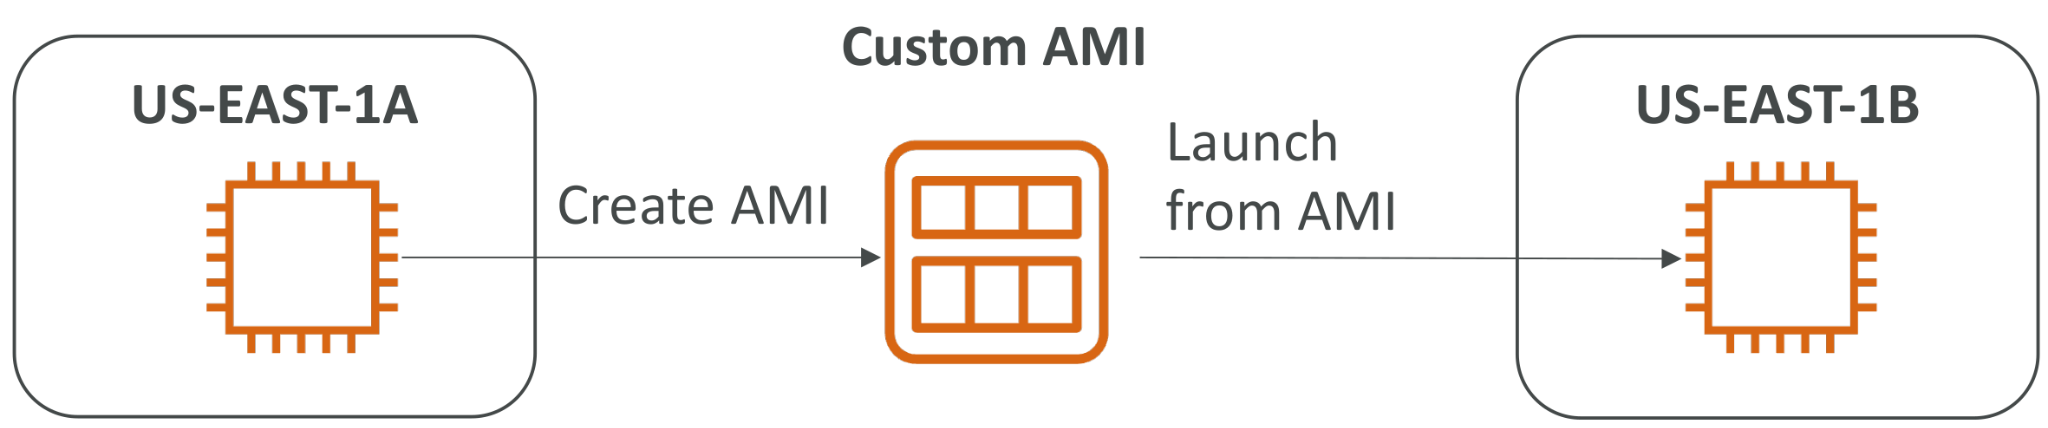 US-EAST-1A
Create AMI
Custom AMI
Launch
from AMI
US-EAST-1B